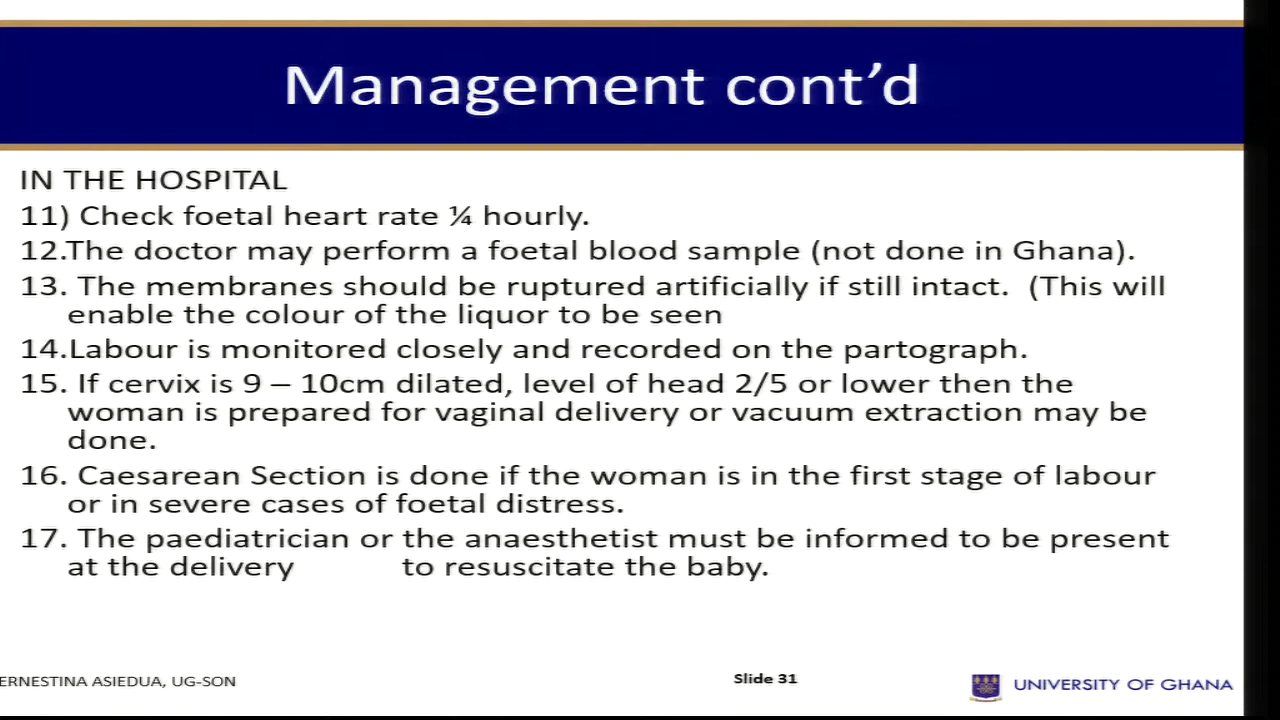 Management cont’d
IN THE HOSPITAL
11) Check foetal heart rate ¼ hourly.
12.The doctor may perform a foetal blood sample (not done in Ghana).
13. The membranes should be ruptured artificially if still intact. (This will
enable the colour of the liquor to be seen
14.Labour is monitored closely and recorded on the partograph.
15. If cervix is 9 – 10cm dilated, level of head 2/5 or lower then the
woman is prepared for vaginal delivery or vacuum extraction may be
done.
16. Caesarean Section is done if the woman is in the first stage of labour
or in severe cases of foetal distress.
17. The paediatrician or the anaesthetist must be informed to be present
at the delivery to resuscitate the baby.
ERNESTINA ASIEDUA, UG-SON
Slide 31
UNIVERSITY OF GHANA